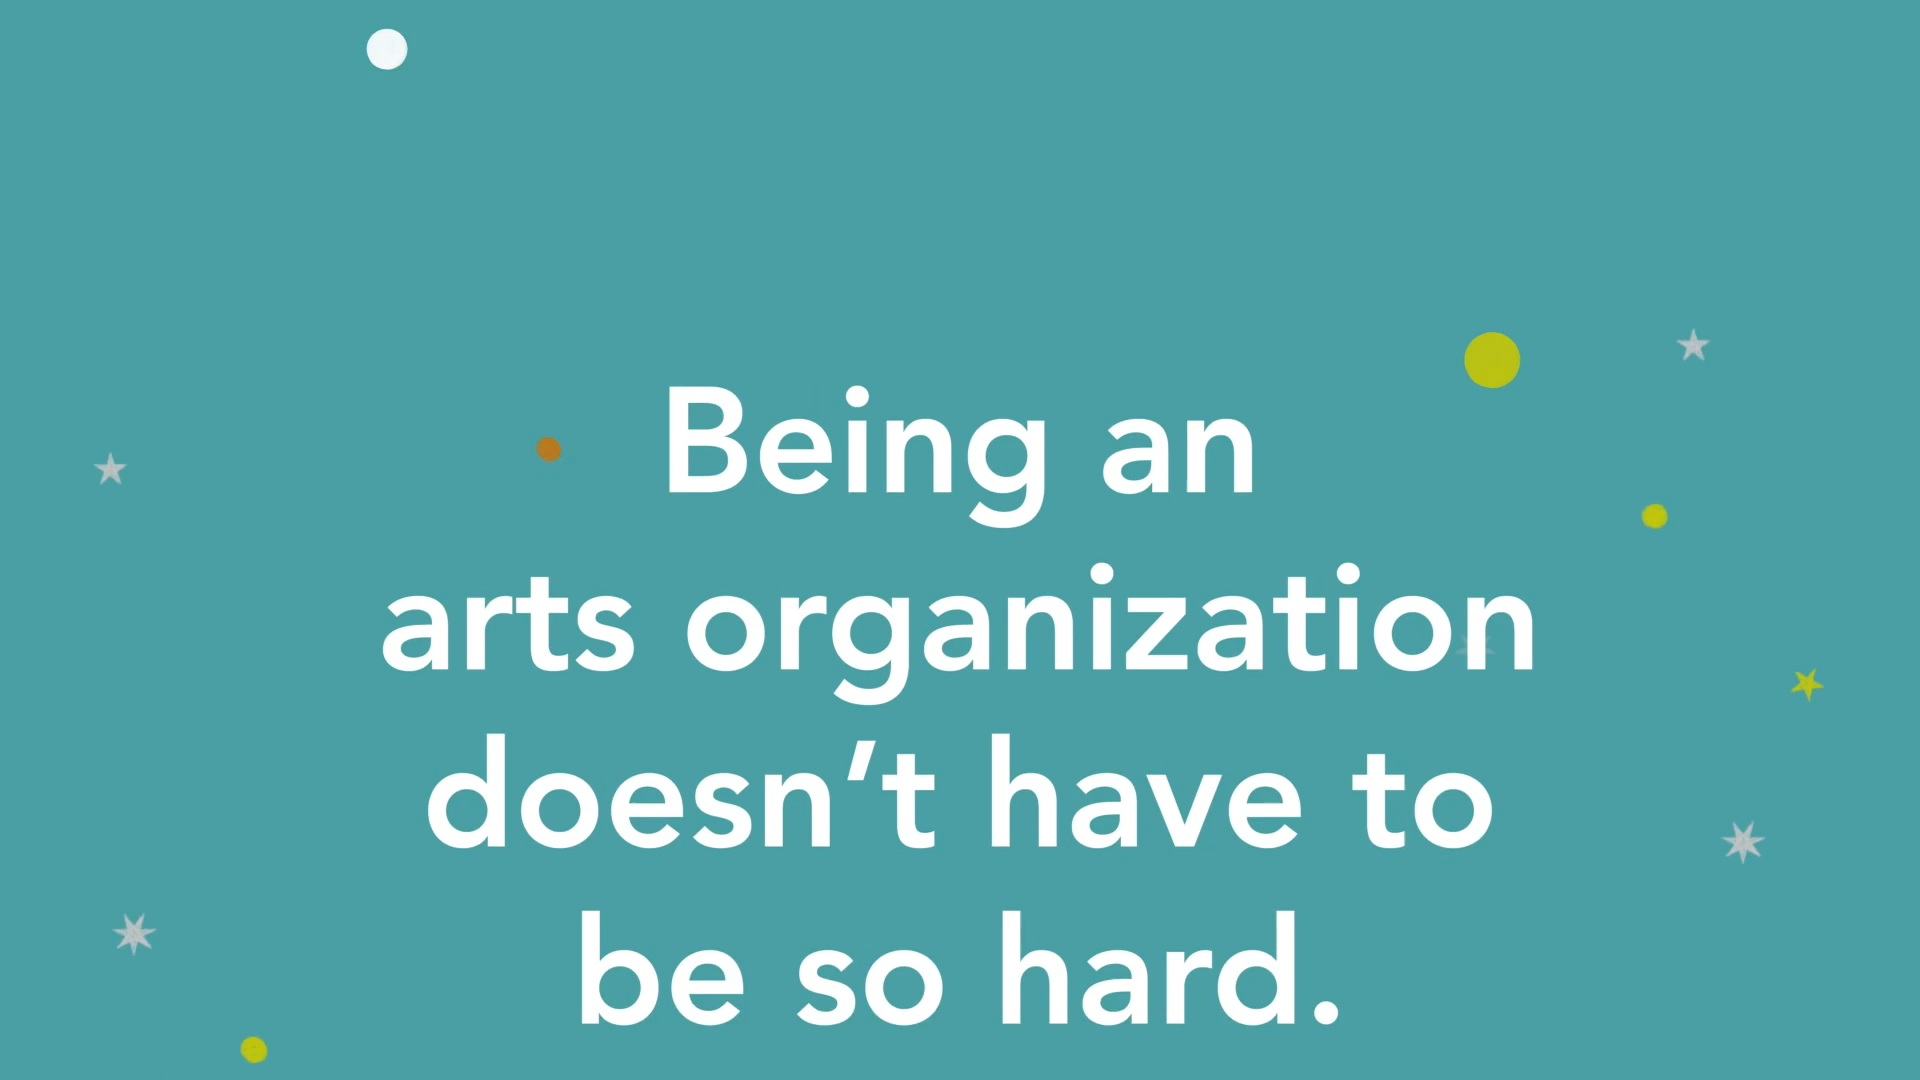 Being an
arts organization
doesn’t have to
be so hard.